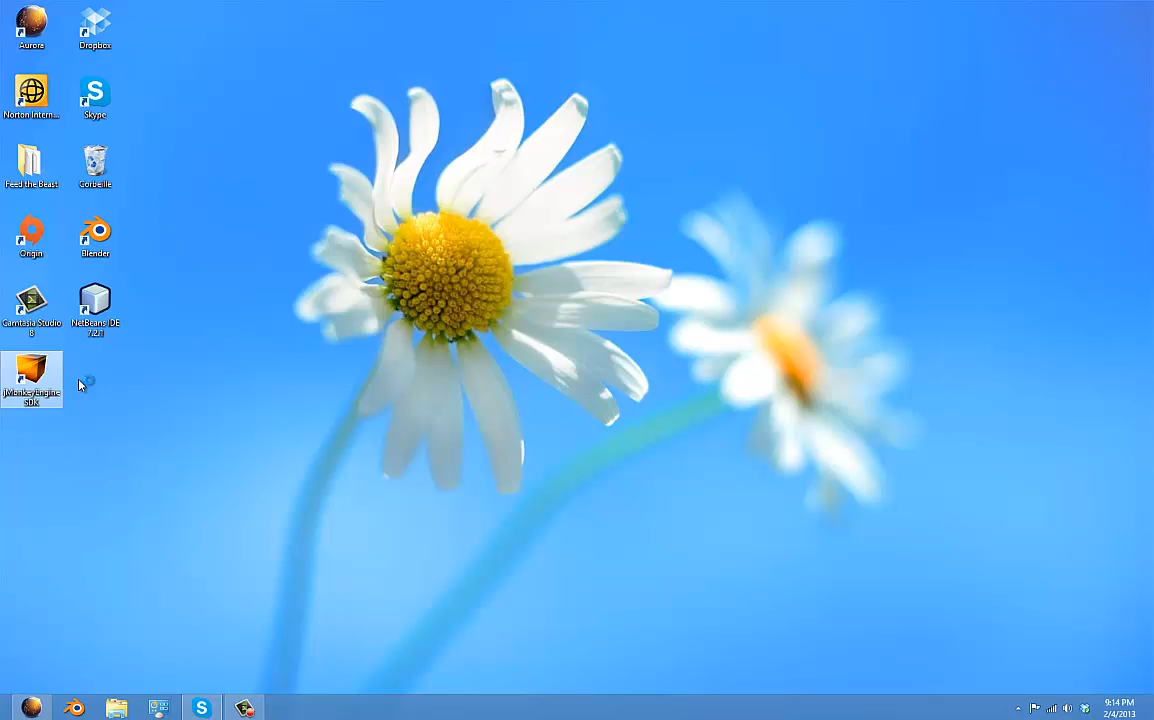 Aurora
Dropbox
Norton Intern...
Skype
Feed the Beast
Corbeille
Origin
Blender
Camtasia Studio
8
NetBeans IDE
7.2.1
jMonkeyEngine
SDK
9:14 PM
2/4/2013